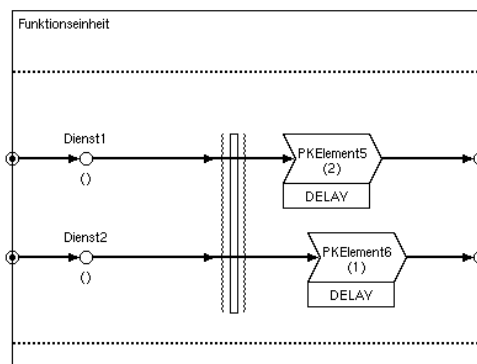 Funktionseinheit
Dienst1
()
PKElement5
(2)
DELAY
Dienst2
()
PKElement6
(1)
DELAY